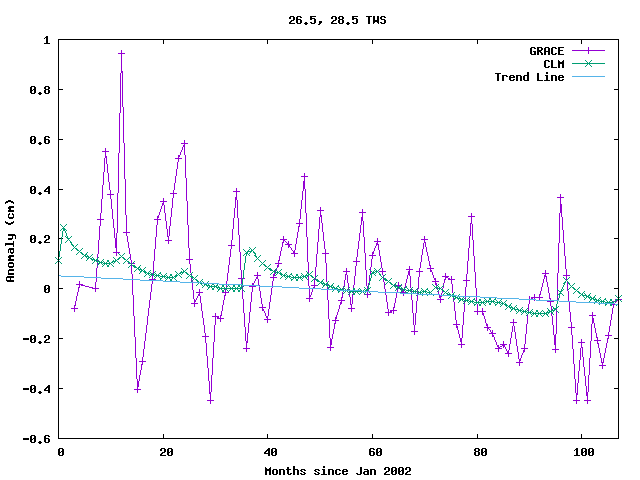 26.5, 28.5 TWS
GRACE
CLM
Trend Line
1
0.8
0.6
0.4
0.2
0
-0.2
-0.4
-0.6
Anomaly (cm)
0 20 40 60 80 100
Months since Jan 2002